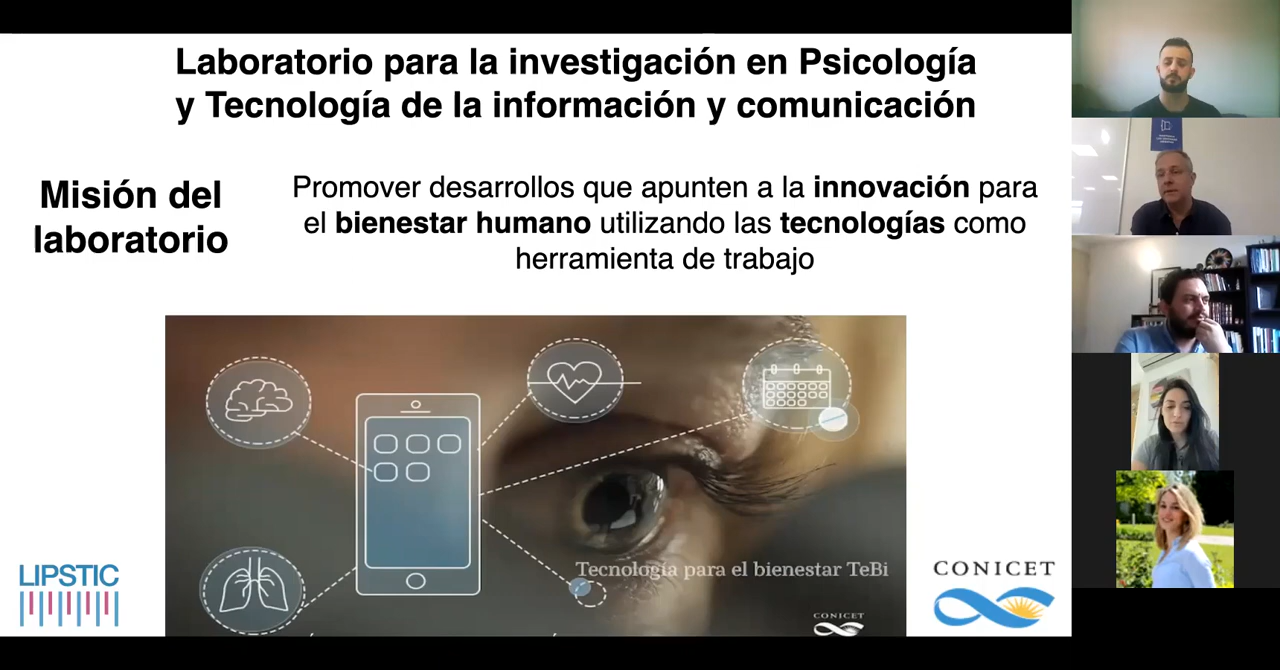 Laboratorio para la investigación en Psicología
y Tecnología de la información y comunicación
Misión del
laboratorio
Promover desarrollos que apunten a la innovación para
el bienestar humano utilizando las tecnologías como
herramienta de trabajo
Tecnología para el bienestar TeBi
CONICET
LIPSTIC
CONICET